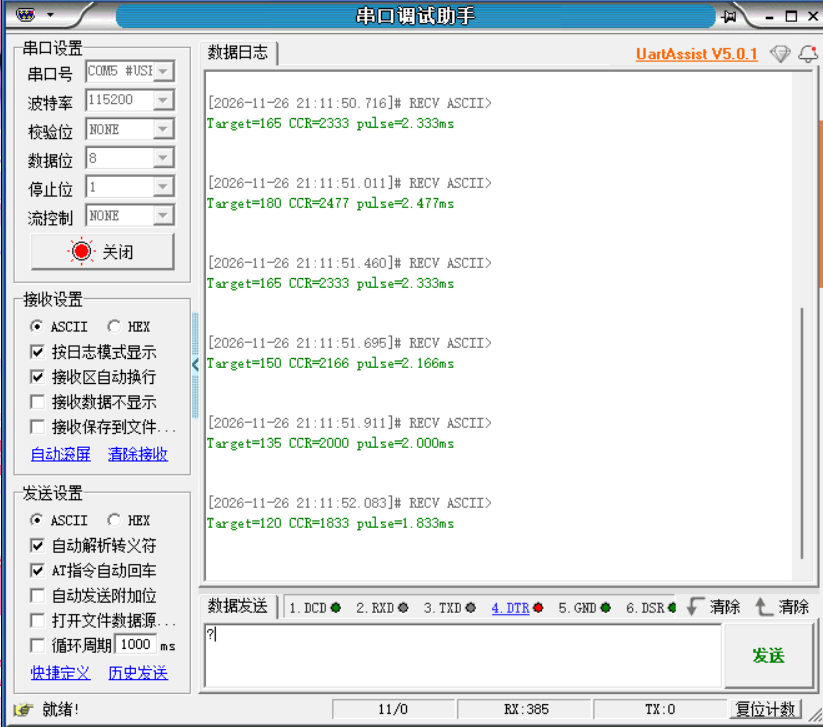 串口调试助手
串口设置
串口号 COM5 #USI
波特率 115200
校验位 NONE
数据位 8
停止位 1
流控制 NONE
关闭
接收设置
ASCII HEX
按日志模式显示
接收区自动换行
接收数据不显示
接收保存到文件...
自动滚屏 清除接收
发送设置
ASCII HEX
自动解析转义符
AT指令自动回车
自动发送附加位
打开文件数据源...
循环周期 1000 ms
快捷定义 历史发送
数据日志
UartAssist V5.0.1
[2026-11-26 21:11:50.716]# RECV ASCII>
Target=165 CCR=2333 pulse=2.333ms
[2026-11-26 21:11:51.011]# RECV ASCII>
Target=180 CCR=2477 pulse=2.477ms
[2026-11-26 21:11:51.460]# RECV ASCII>
Target=165 CCR=2333 pulse=2.333ms
[2026-11-26 21:11:51.695]# RECV ASCII>
Target=150 CCR=2166 pulse=2.166ms
[2026-11-26 21:11:51.911]# RECV ASCII>
Target=135 CCR=2000 pulse=2.000ms
[2026-11-26 21:11:52.083]# RECV ASCII>
Target=120 CCR=1833 pulse=1.833ms
数据发送 1.DCD 2.RXD 3.TXD 4.DTR 5.GND 6.DSR 清除 清除
?
发送
就绪! 11/0 RX:385 TX:0 复位计数